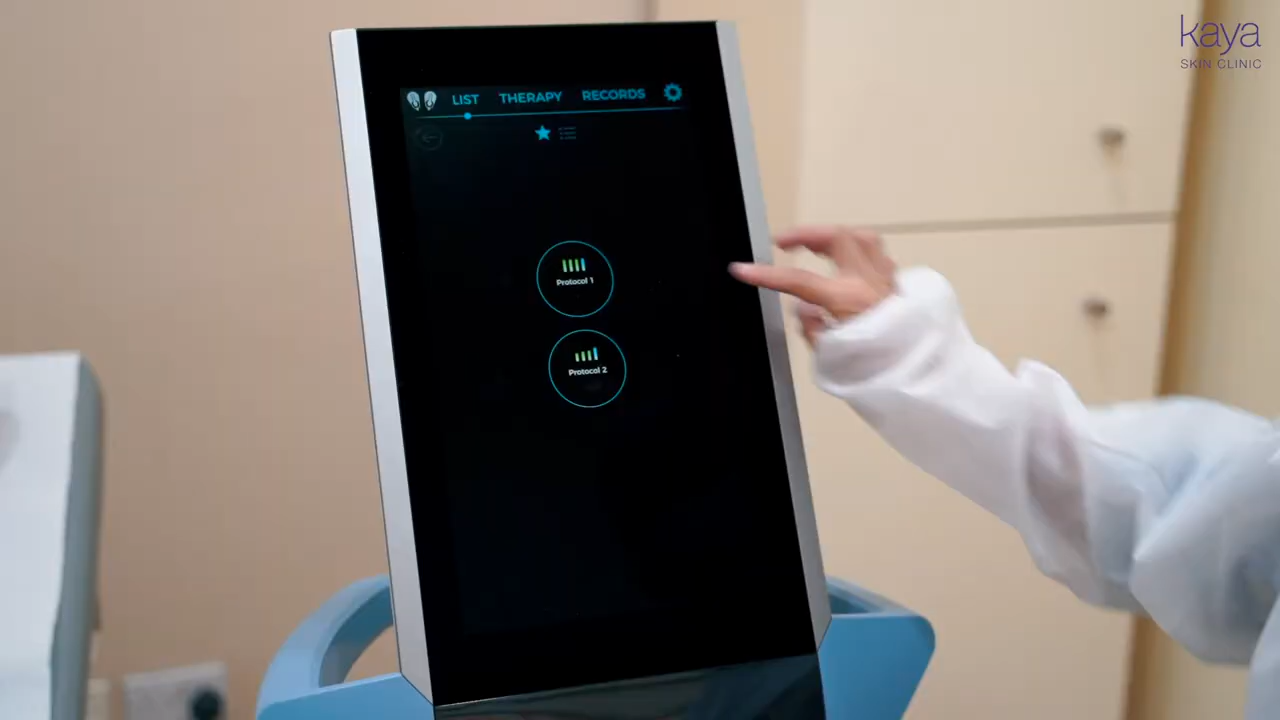 kaya
SKIN CLINIC
LIST THERAPY RECORDS
Protocol 1
Protocol 2